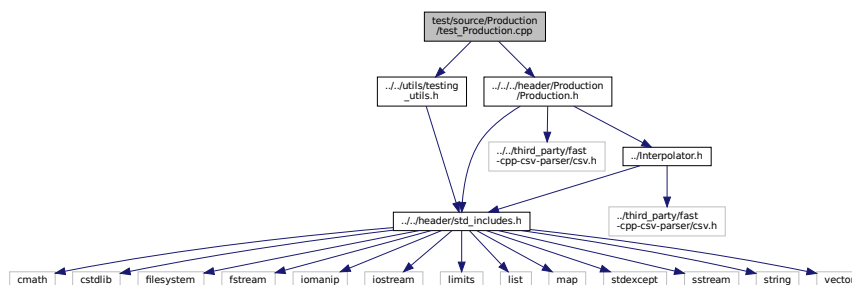 test/source/Production
/test_Production.cpp
../../utils/testing
_utils.h
../../../header/Production
/Production.h
../../third_party/fast
-cpp-csv-parser/csv.h
../Interpolator.h
../third_party/fast
-cpp-csv-parser/csv.h
../../header/std_includes.h
cmath
cstdlib
filesystem
fstream
iomanip
iostream
limits
list
map
stdexcept
sstream
string
vector